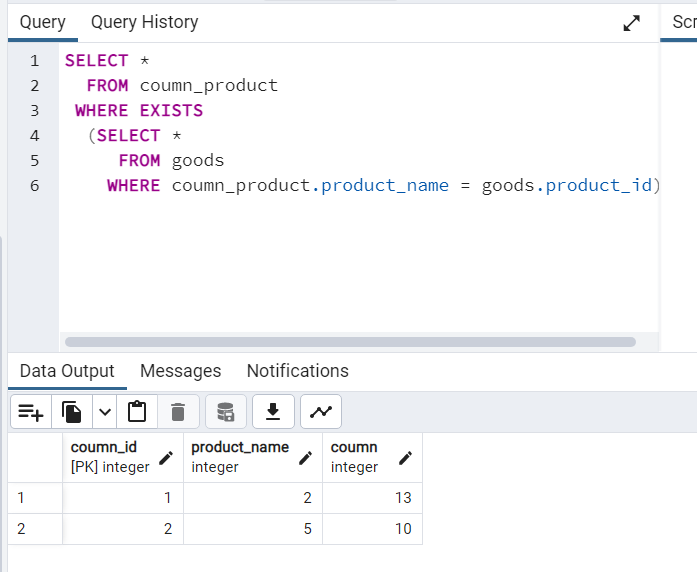 Query Query History Scr
1 SELECT *
2 FROM coumn_product
3 WHERE EXISTS
4 (SELECT *
5 FROM goods
6 WHERE coumn_product.product_name = goods.product_id)
Data Output Messages Notifications
coumn_id product_name coumn
[PK] integer integer integer
1 1 2 13
2 2 5 10